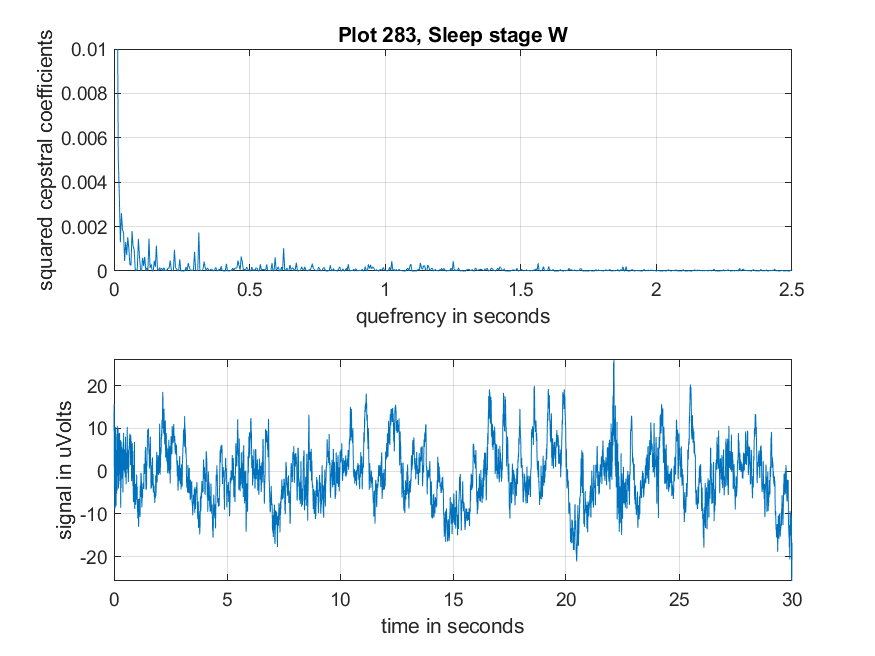 Plot 283, Sleep stage W
squared cepstral coefficients
0.01
0.008
0.006
0.004
0.002
0
0 0.5 1 1.5 2 2.5
quefrency in seconds
signal in uVolts
20
10
0
-10
-20
0 5 10 15 20 25 30
time in seconds